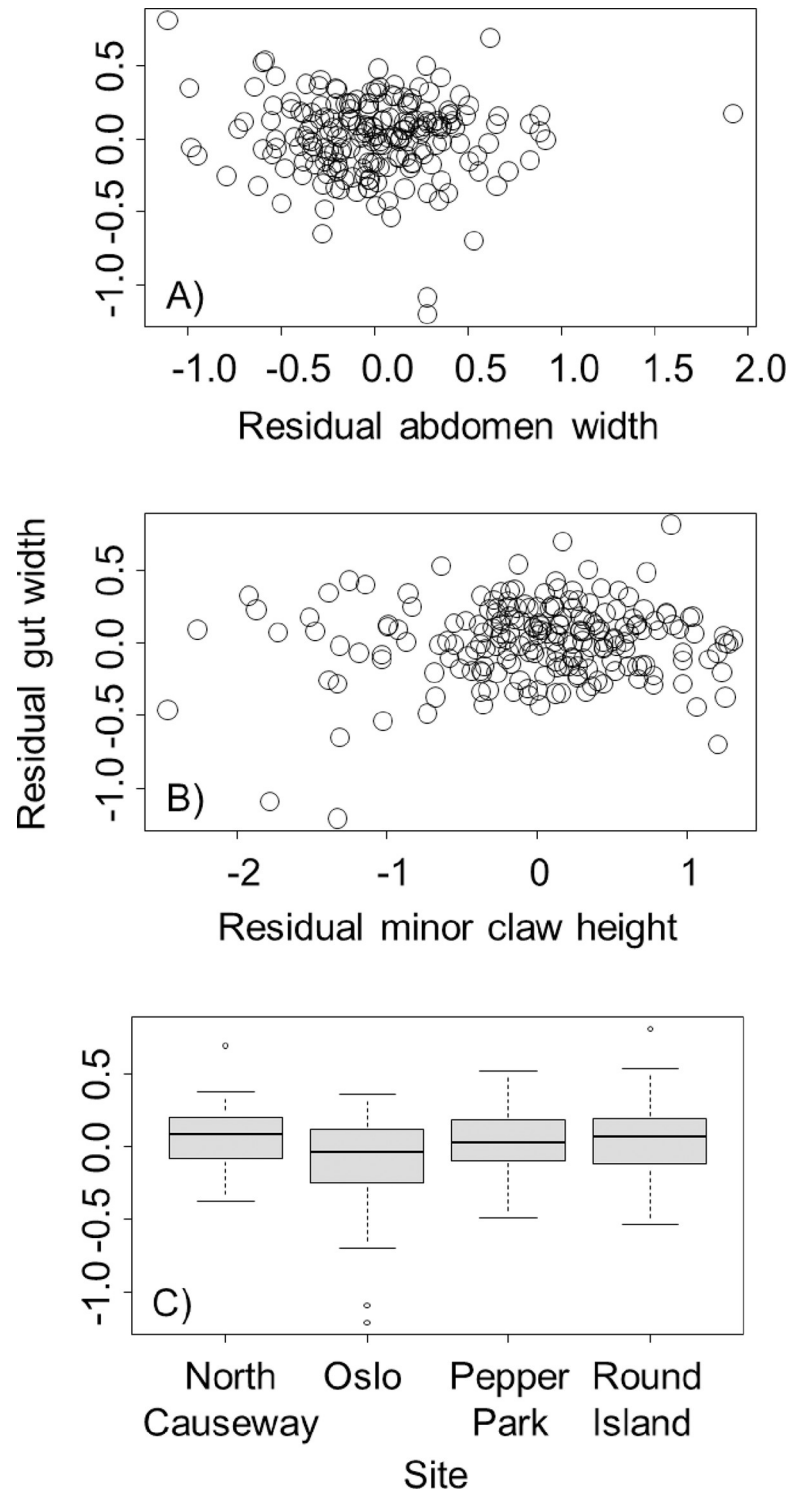 0.5
0.0
-0.5
-1.0
A)
-1.0 -0.5 0.0 0.5 1.0 1.5 2.0
Residual abdomen width
Residual gut width
0.5
0.0
-0.5
-1.0
B)
-2 -1 0 1
Residual minor claw height
0.5
0.0
-0.5
-1.0
C)
North Oslo Pepper Round
Causeway Park Island
Site